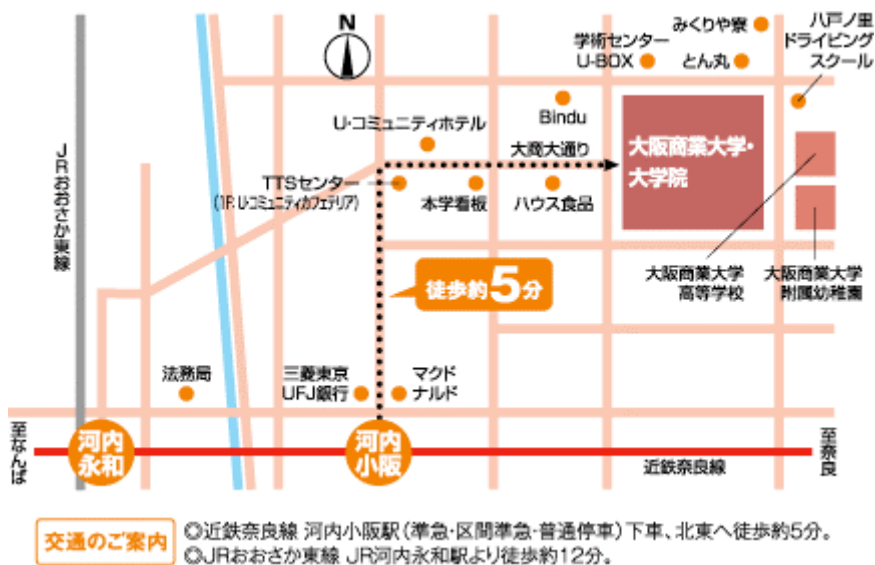 N
みくりや寮
学術センター
U-BOX
とん丸
八戸ノ里
ドライビング
スクール
Bindu
U・コミュニティホテル
大商大通り
大阪商業大学・
大学院
JRおおさか東線
TTSセンター
(1F. U・コミュニティカフェテリア)
本学看板
ハウス食品
大阪商業大学
高等学校
大阪商業大学
附属幼稚園
徒歩約5分
法務局
三菱東京
UFJ銀行
マクド
ナルド
至なんば
河内
永和
河内
小阪
近鉄奈良線
至奈良
交通のご案内
◎近鉄奈良線 河内小阪駅(準急・区間準急・普通停車)下車、北東へ徒歩約5分。
◎JRおおさか東線 JR河内永和駅より徒歩約12分。